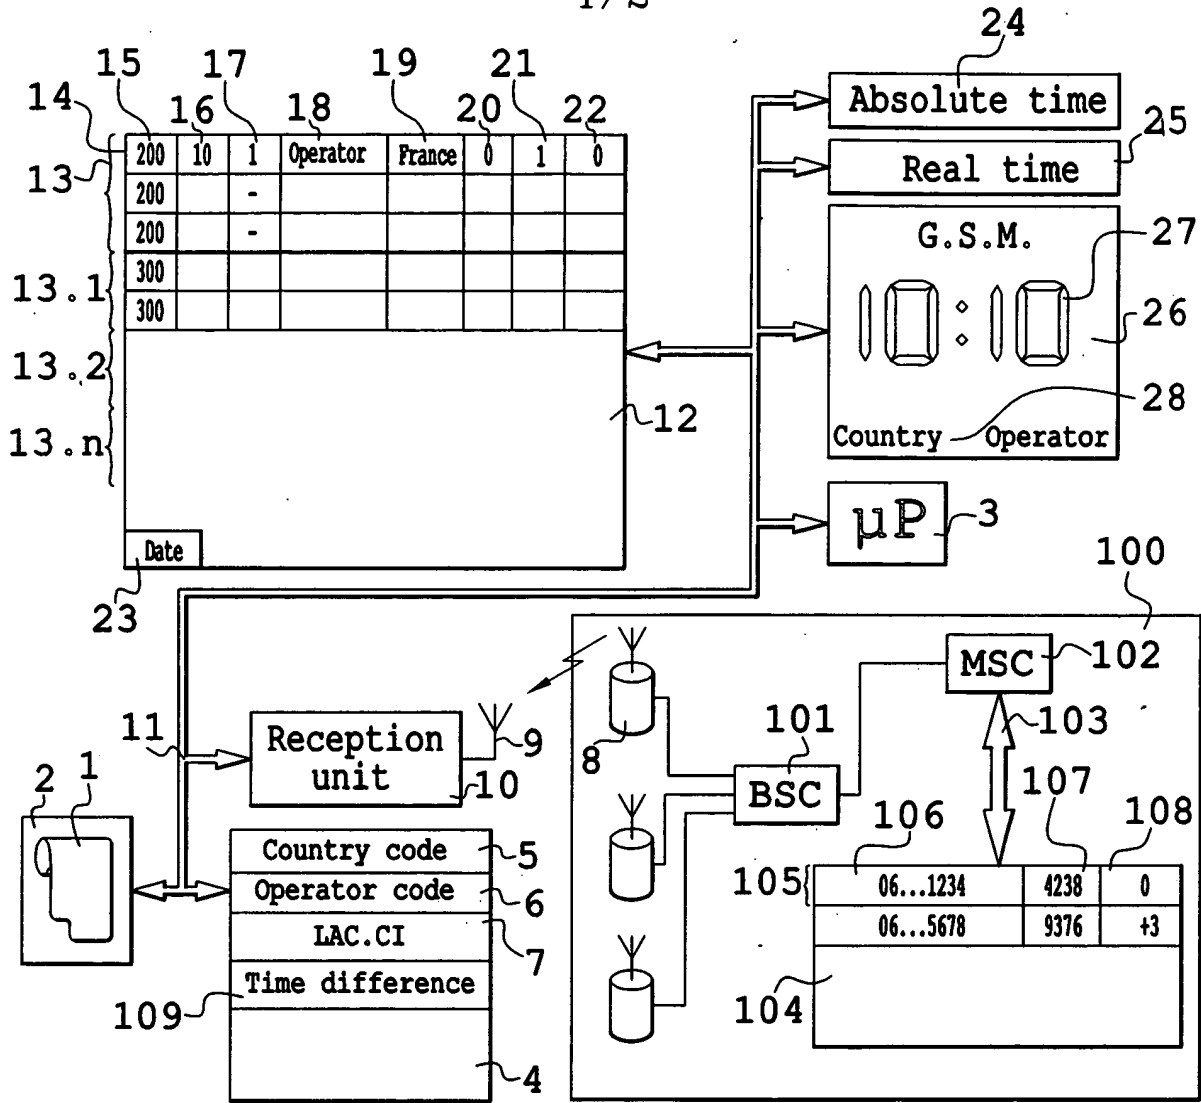 1/2
15 17 19 21 24
14 16 18 20 22
Absolute time
25
13 200 10 1 Operator France 0 1 0
Real time
200 -
200 -
G.S.M. 27
13.1 300
300
10:10 26
13.2
12
28
13.n
Country Operator
µP 3
Date
23
100
MSC 102
103
101
11
Reception
unit
9
10
8
BSC
107
106 108
2 1
Country code 5
105 06...1234 4238 0
Operator code 6
06...5678 9376 +3
LAC.CI 7
Time difference
109
104
4